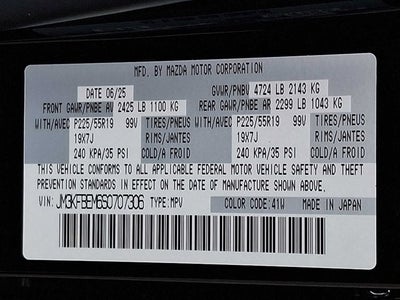 MFD. BY MAZDA MOTOR CORPORATION
DATE 06/25 GVWR/PNBV 4724 LB 2143 KG
FRONT GAWR/PNBE AV 2425 LB 1100 KG REAR GAWR/PNBE AR 2299 LB 1043 KG
WITH/AVEC P225/55R19 99V TIRES/PNEUS WITH/AVEC P225/55R19 99V TIRES/PNEUS
19X7J RIMS/JANTES 19X7J RIMS/JANTES
240 KPA/35 PSI COLD/A FROID 240 KPA/35 PSI COLD/A FROID
THIS VEHICLE CONFORMS TO ALL APPLICABLE FEDERAL MOTOR VEHICLE SAFETY AND THEFT
PREVENTION STANDARDS IN EFFECT ON THE DATE OF MANUFACTURE SHOWN ABOVE.
VIN: JM3KFBEM6S0707306 TYPE: MPV COLOR CODE: 41W MADE IN JAPAN